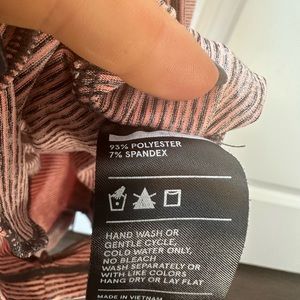 93% POLYESTER
7% SPANDEX
HAND WASH OR
GENTLE CYCLE,
COLD WATER ONLY,
NO BLEACH
WASH SEPARATELY OR
WITH LIKE COLORS
HANG DRY OR LAY FLAT
MADE IN VIETNAM